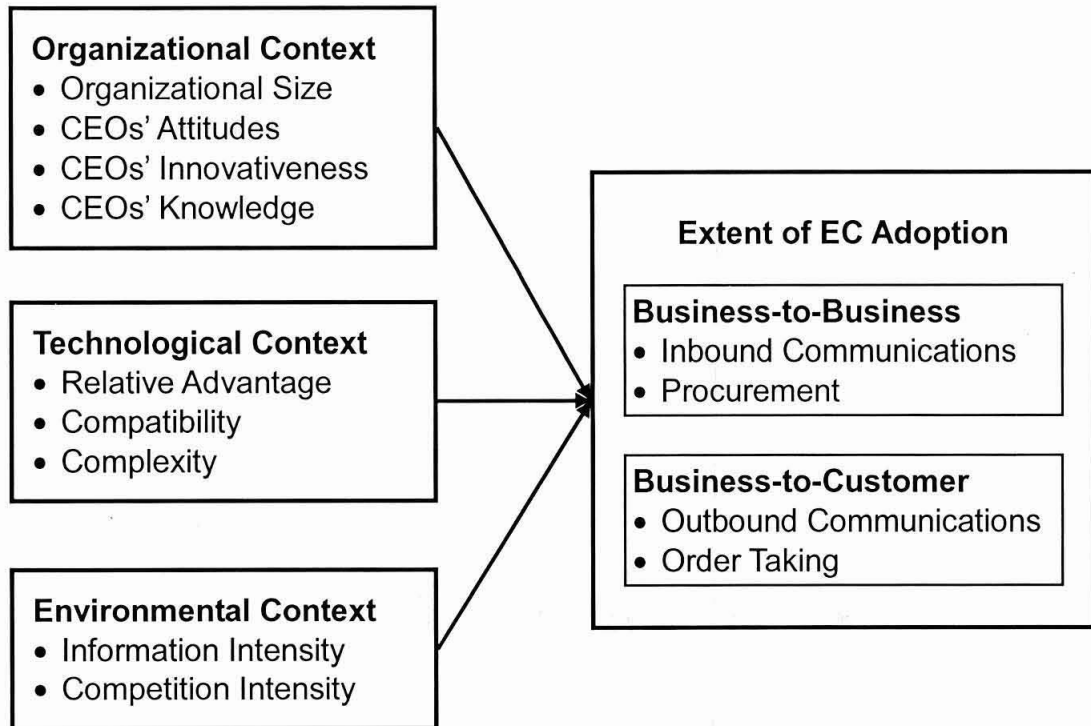 Organizational Context
• Organizational Size
• CEOs’ Attitudes
• CEOs’ Innovativeness
• CEOs’ Knowledge
Technological Context
• Relative Advantage
• Compatibility
• Complexity
Environmental Context
• Information Intensity
• Competition Intensity
Extent of EC Adoption
Business-to-Business
• Inbound Communications
• Procurement
Business-to-Customer
• Outbound Communications
• Order Taking